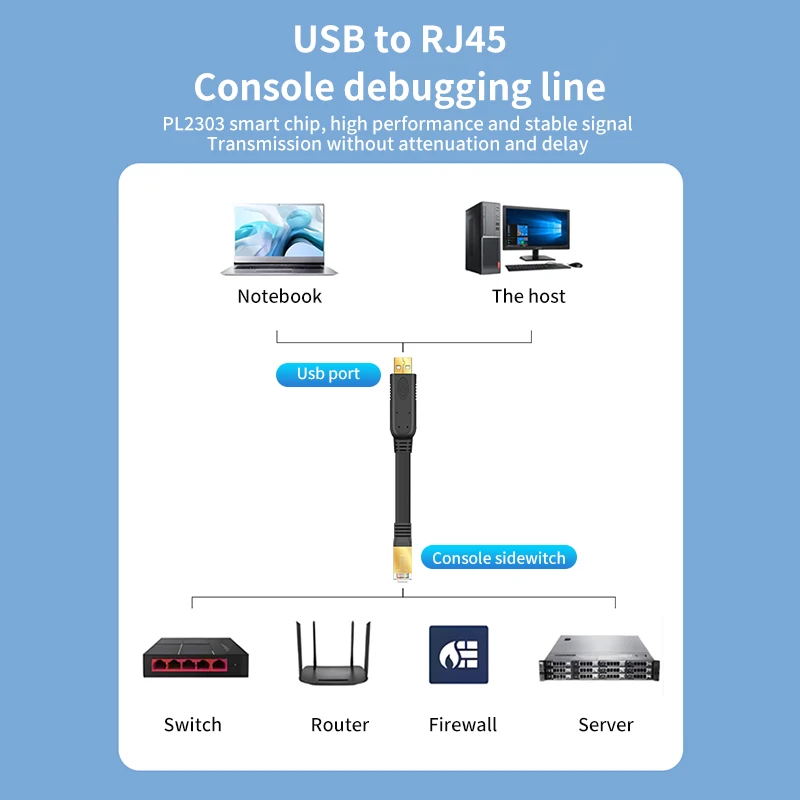 USB to RJ45
Console debugging line
PL2303 smart chip, high performance and stable signal
Transmission without attenuation and delay
Notebook
The host
Usb port
Console sidewitch
Switch
Router
Firewall
Server